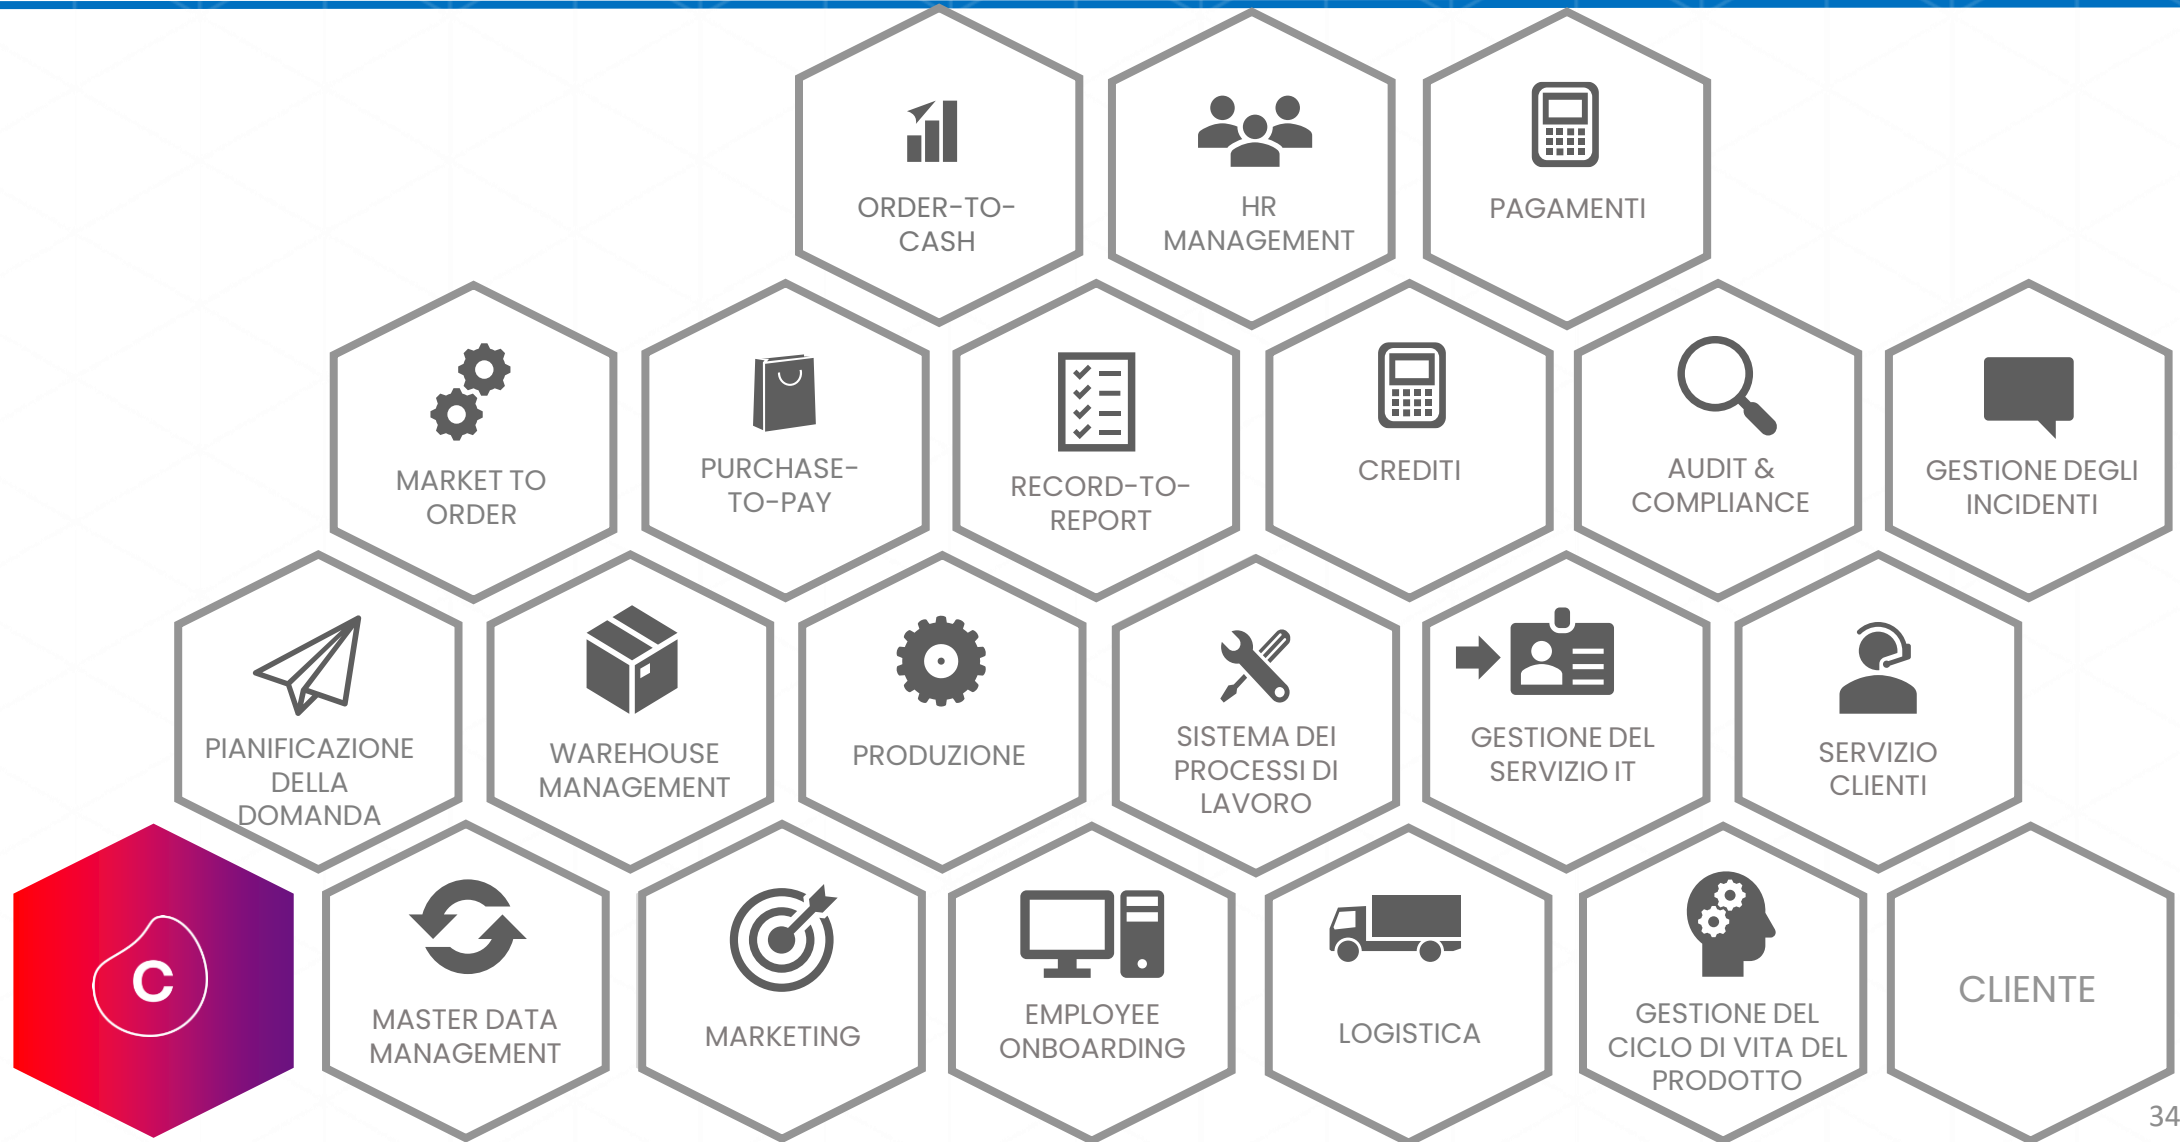 ORDER-TO-
CASH
HR
MANAGEMENT
PAGAMENTI
MARKET TO
ORDER
PURCHASE-
TO-PAY
RECORD-TO-
REPORT
CREDITI
AUDIT &
COMPLIANCE
GESTIONE DEGLI
INCIDENTI
PIANIFICAZIONE
DELLA
DOMANDA
WAREHOUSE
MANAGEMENT
PRODUZIONE
SISTEMA DEI
PROCESSI DI
LAVORO
GESTIONE DEL
SERVIZIO IT
SERVIZIO
CLIENTI
C
MASTER DATA
MANAGEMENT
MARKETING
EMPLOYEE
ONBOARDING
LOGISTICA
GESTIONE DEL
CICLO DI VITA DEL
PRODOTTO
CLIENTE
34